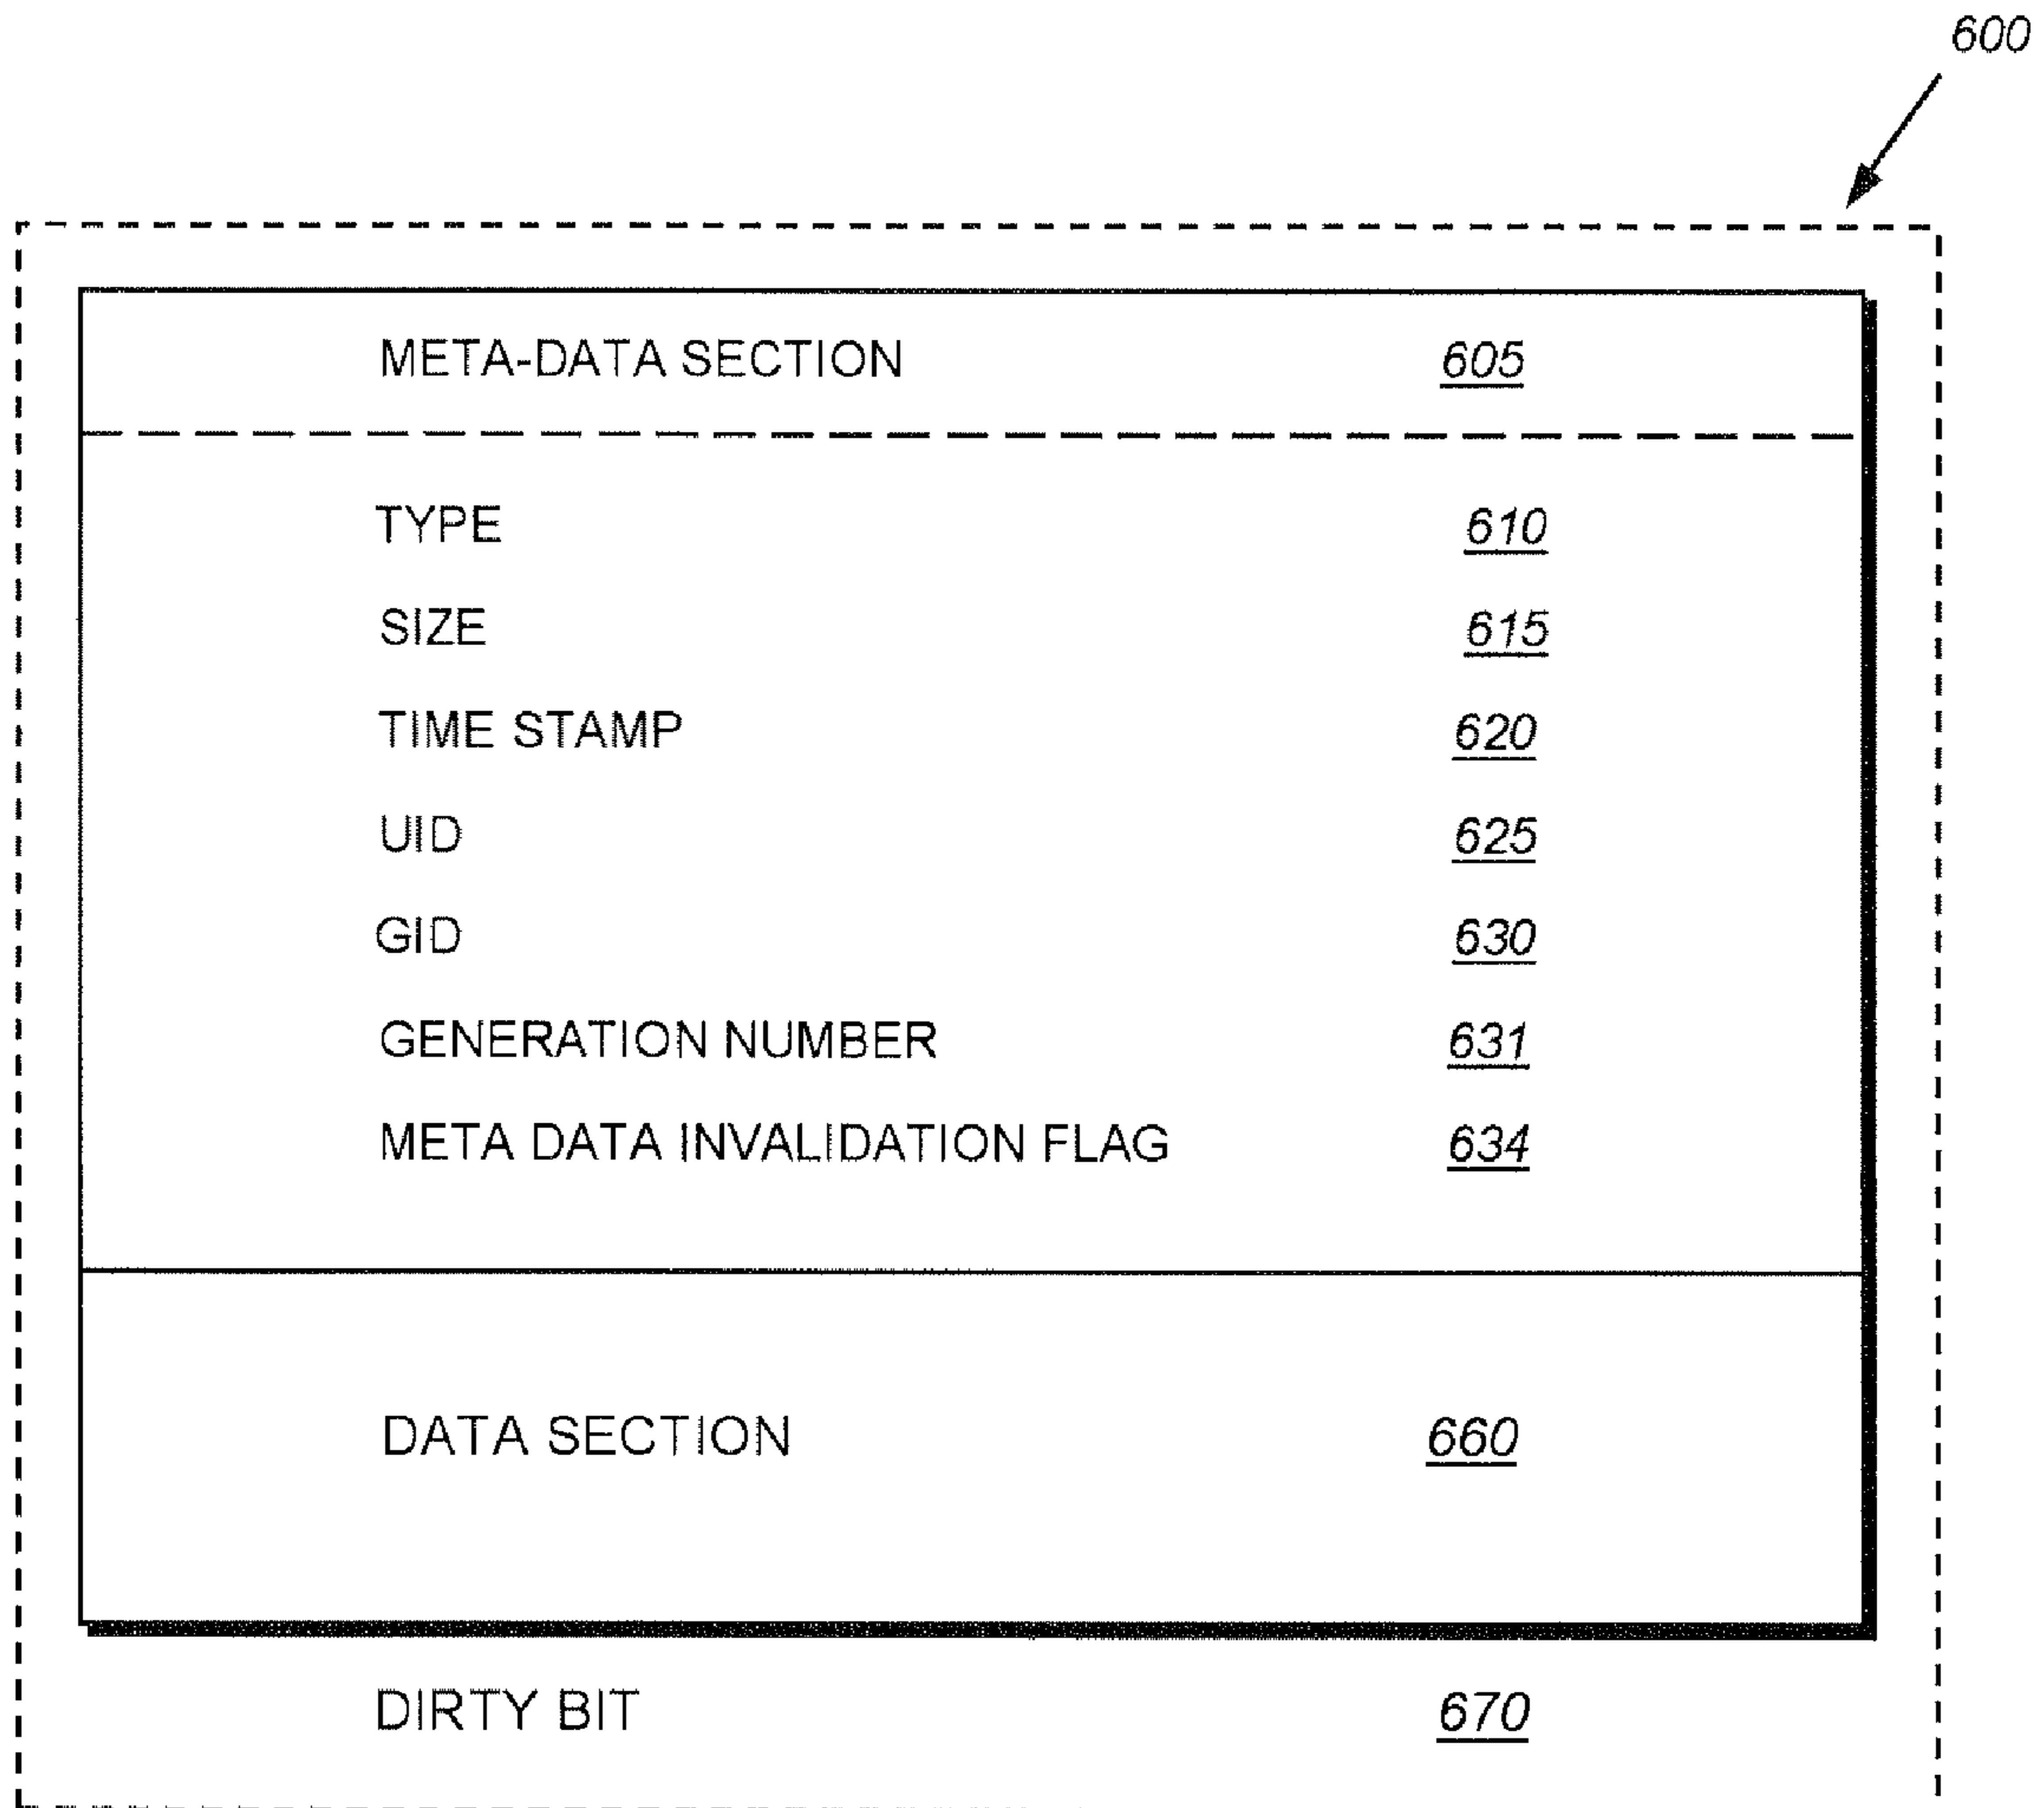 600
META-DATA SECTION 605
TYPE 610
SIZE 615
TIME STAMP 620
UID 625
GID 630
GENERATION NUMBER 631
META DATA INVALIDATION FLAG 634
DATA SECTION 660
DIRTY BIT 670